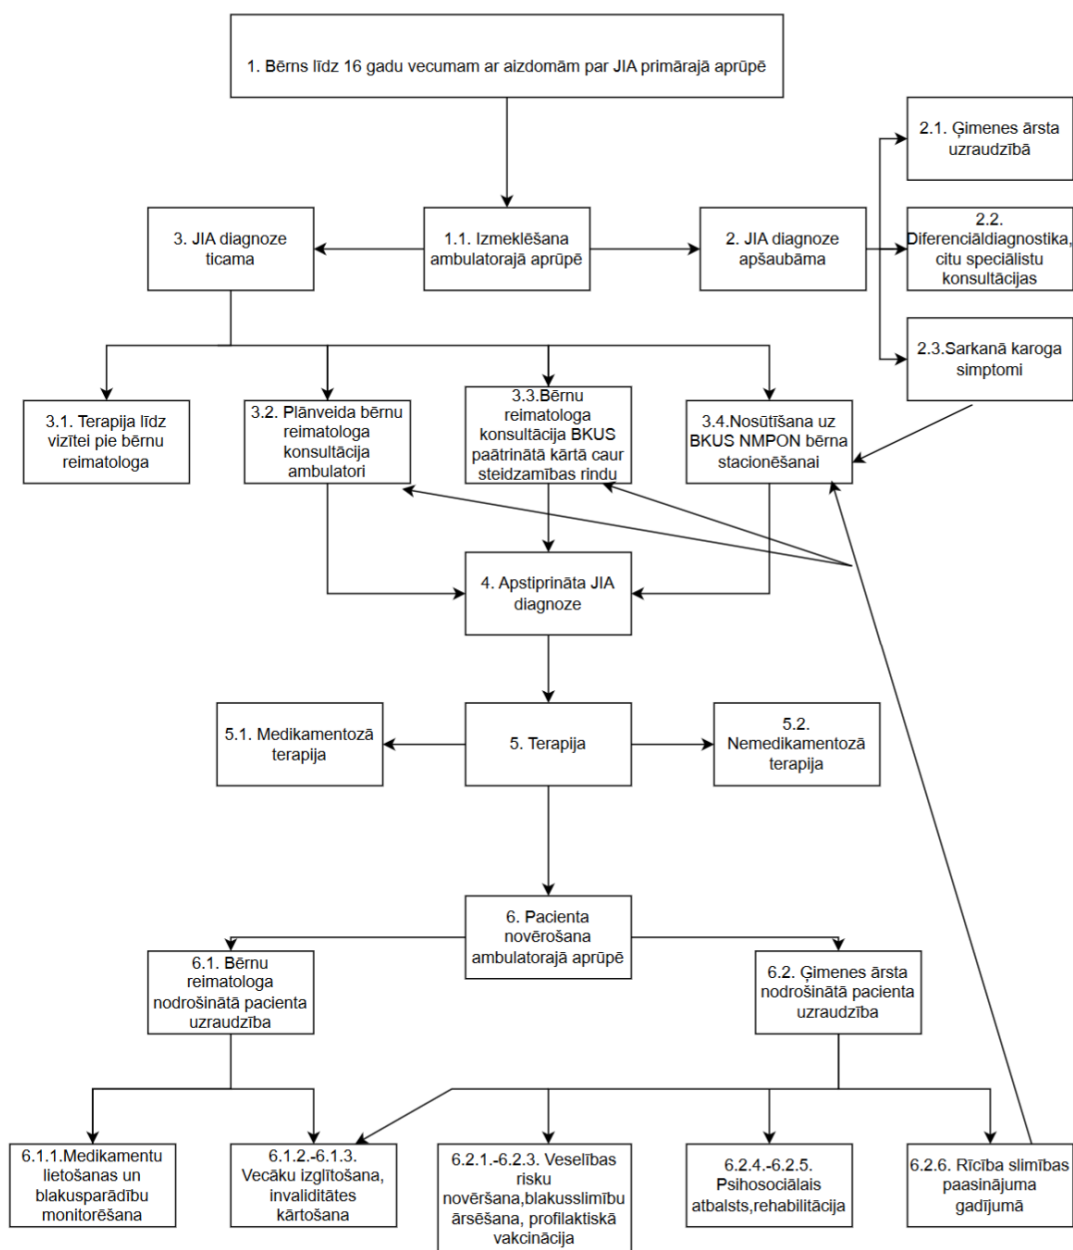 1. Bērns līdz 16 gadu vecumam ar aizdomām par JIA primārajā aprūpē
2.1. Ģimenes ārsta
uzraudzībā
3. JIA diagnoze
ticama
1.1. Izmeklēšana
ambulatorajā aprūpē
2. JIA diagnoze
apšaubāma
2.2.
Diferenciāldiagnostika,
citu speciālistu
konsultācijas
2.3.Sarkanā karoga
simptomi
3.1. Terapija līdz
vizītei pie bērnu
reimatologa
3.2. Plānveida bērnu
reimatologa
konsultācija
ambulatori
3.3.Bērnu
reimatologa
konsultācija BKUS
paātrinātā kārtā caur
steidzamības rindu
3.4.Nosūtīšana uz
BKUS NMPON bērna
stacionēšanai
4. Apstiprināta JIA
diagnoze
5.1. Medikamentozā
terapija
5. Terapija
5.2.
Nemedikamentozā
terapija
6. Pacienta
novērošana
ambulatorajā aprūpē
6.1. Bērnu
reimatologa
nodrošinātā pacienta
uzraudzība
6.2. Ģimenes ārsta
nodrošinātā pacienta
uzraudzība
6.1.1.Medikamentu
lietošanas un
blakusparādību
monitorēšana
6.1.2.-6.1.3.
Vecāku izglītošana,
invaliditātes
kārtošana
6.2.1.-6.2.3. Veselības
risku
novēršana,blakusslimību
ārsēšana, profilaktiskā
vakcinācija
6.2.4.-6.2.5.
Psihosociālais
atbalsts,rehabilitācija
6.2.6. Rīcība slimības
paasinājuma
gadījumā